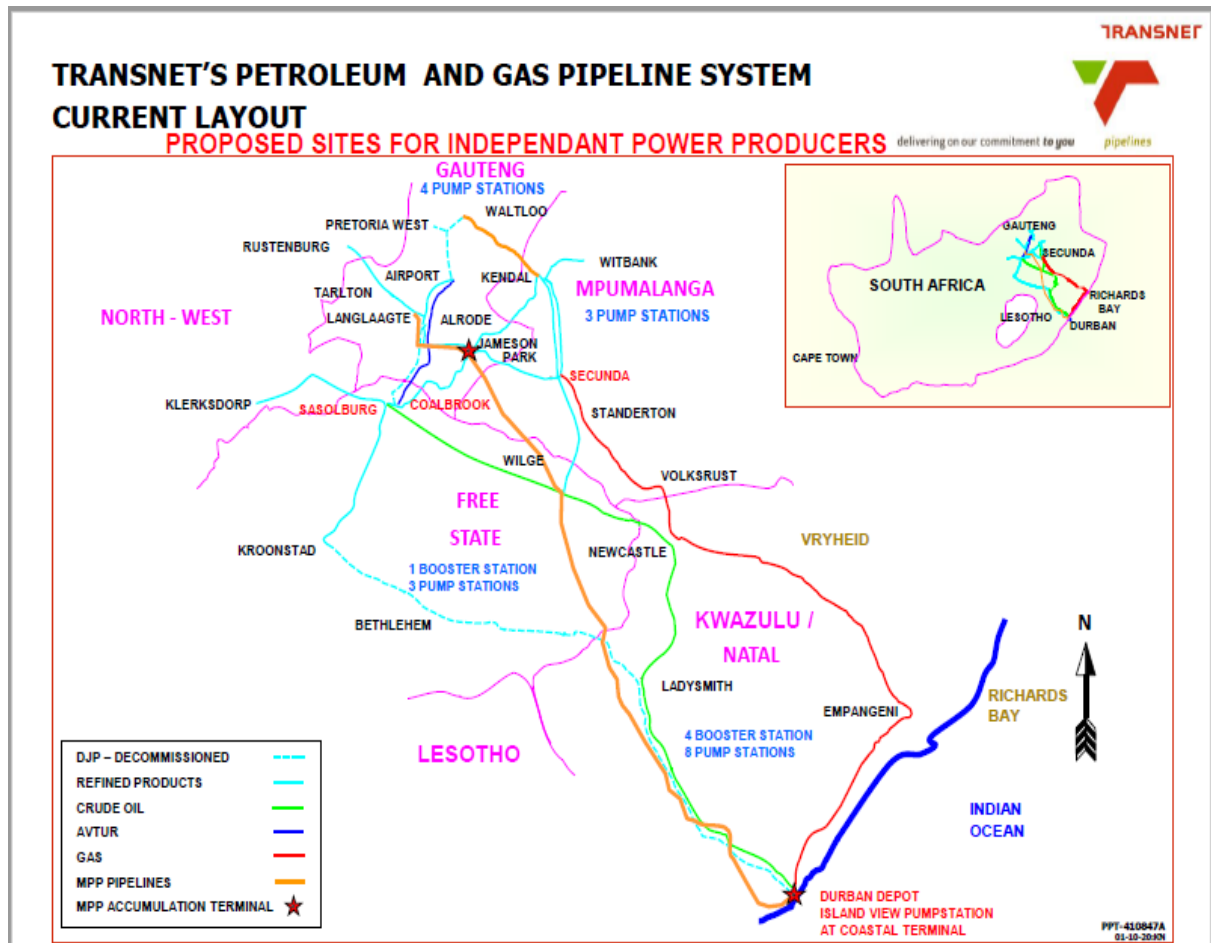 TRANSNET
TRANSNET'S PETROLEUM AND GAS PIPELINE SYSTEM
CURRENT LAYOUT
PROPOSED SITES FOR INDEPENDANT POWER PRODUCERS
delivering on our commitment to you
pipelines
GAUTENG
4 PUMP STATIONS
WALTLOO
PRETORIA WEST
RUSTENBURG
AIRPORT
KENDAL
WITBANK
TARLTON
MPUMALANGA
3 PUMP STATIONS
NORTH - WEST
LANGLAAGTE
ALRODE
JAMESON
PARK
SECUNDA
KLERKSDORP
SASOLBURG
COALBROOK
STANDERTON
WILGE
VOLKSRUST
FREE
STATE
VRYHEID
KROONSTAD
NEWCASTLE
1 BOOSTER STATION
3 PUMP STATIONS
BETHLEHEM
KWAZULU /
NATAL
LADYSMITH
EMPANGENI
RICHARDS
BAY
4 BOOSTER STATION
8 PUMP STATIONS
LESOTHO
INDIAN
OCEAN
N
DURBAN DEPOT
ISLAND VIEW PUMPSTATION
AT COASTAL TERMINAL
GAUTENG
SECUNDA
SOUTH AFRICA
RICHARDS
BAY
LESOTHO
DURBAN
CAPE TOWN
DJP – DECOMMISSIONED
REFINED PRODUCTS
CRUDE OIL
AVTUR
GAS
MPP PIPELINES
MPP ACCUMULATION TERMINAL
PPT-410847A
01-10-20:KN